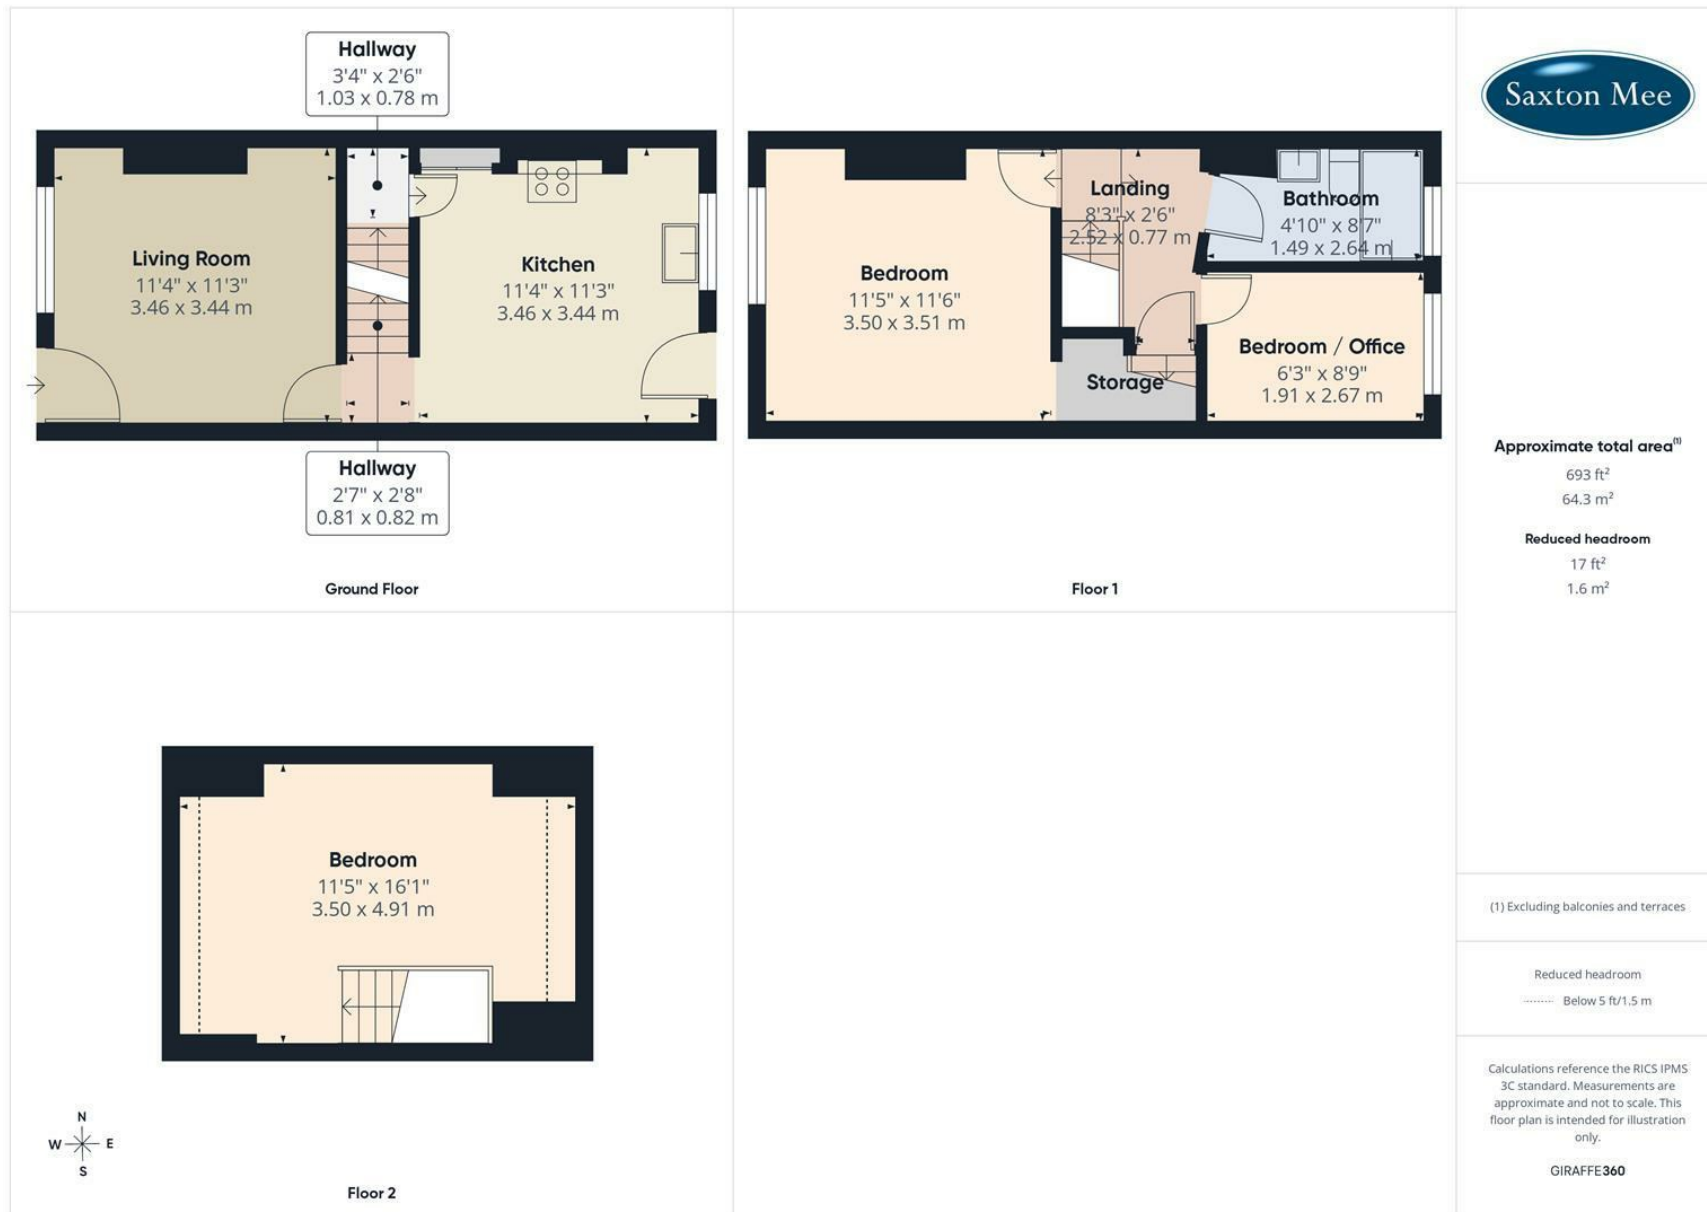 Hallway
3'4" x 2'6"
1.03 x 0.78 m
Living Room
11'4" x 11'3"
3.46 x 3.44 m
Kitchen
11'4" x 11'3"
3.46 x 3.44 m
Hallway
2'7" x 2'8"
0.81 x 0.82 m
Ground Floor
Landing
8'3" x 2'6"
2.52 x 0.77 m
Bathroom
4'10" x 8'7"
1.49 x 2.64 m
Bedroom
11'5" x 11'6"
3.50 x 3.51 m
Bedroom / Office
6'3" x 8'9"
1.91 x 2.67 m
Storage
Floor 1
Bedroom
11'5" x 16'1"
3.50 x 4.91 m
N
W E
S
Floor 2
Saxton Mee
Approximate total area(1)
693 ft²
64.3 m²
Reduced headroom
17 ft²
1.6 m²
(1) Excluding balconies and terraces
Reduced headroom
Below 5 ft/1.5 m
Calculations reference the RICS IPMS
3C standard. Measurements are
approximate and not to scale. This
floor plan is intended for illustration
only.
GIRAFFE360